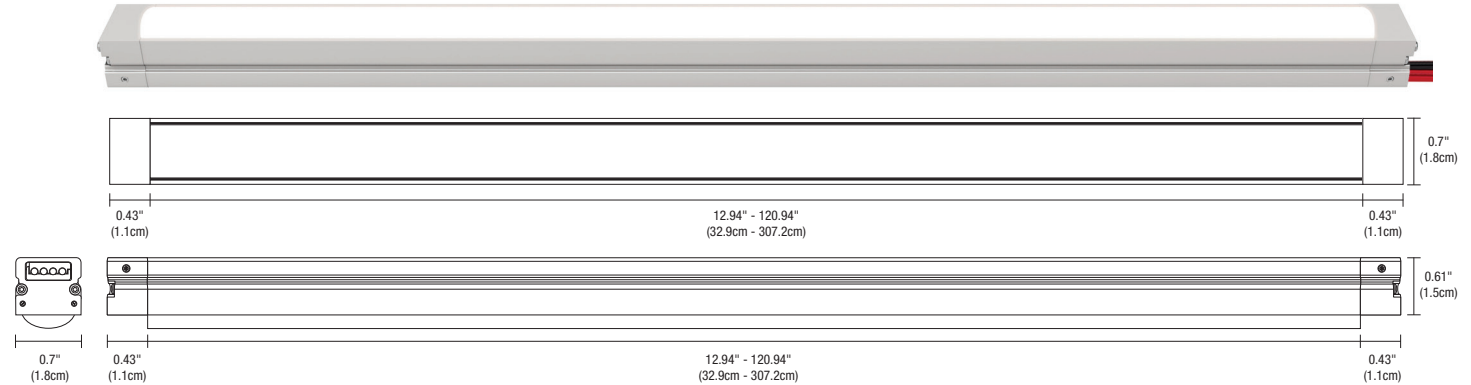 0.7"
(1.8cm)
0.43"
(1.1cm)
12.94" - 120.94"
(32.9cm - 307.2cm)
0.43"
(1.1cm)
0.61"
(1.5cm)
0.7"
(1.8cm)
0.43"
(1.1cm)
12.94" - 120.94"
(32.9cm - 307.2cm)
0.43"
(1.1cm)